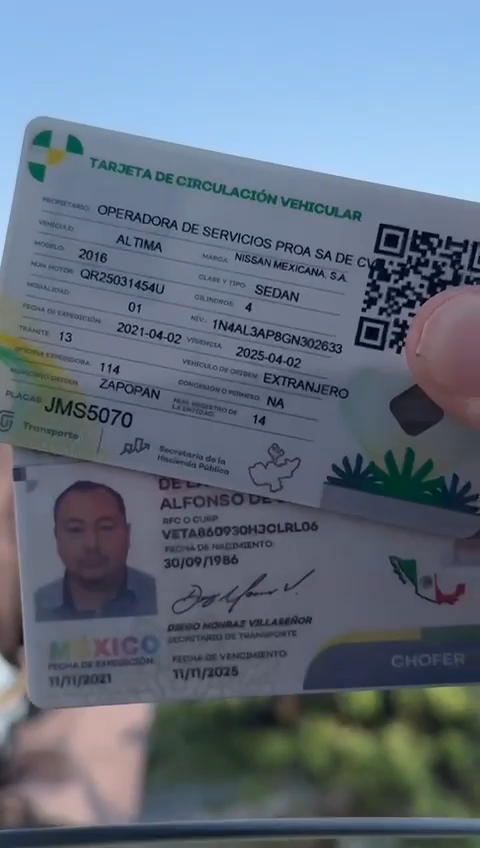 TARJETA DE CIRCULACIÓN VEHICULAR
PROPIETARIO: OPERADORA DE SERVICIOS PROA SA DE CV
VEHÍCULO: ALTIMA MARCA: NISSAN MEXICANA, S.A.
MODELO: 2016 CLASE Y TIPO: SEDAN
NÚM MOTOR: QR25031454U CILINDROS: 4
MODALIDAD: 01 NIV.: 1N4AL3AP8GN302633
FECHA DE EXPEDICIÓN: 2021-04-02 VIGENCIA: 2025-04-02
TRÁMITE: 13 VEHICULO DE ORIGEN: EXTRANJERO
OFICINA EXPEDIDORA: 114 CONCESIÓN O PERMISO: NA
ZAPOPAN NÚM. REGISTRO DE LA ENTIDAD: 14
PLACAS: JMS5070
Transporte
Secretaría de la
Hacienda Pública
ALFONSO DE
RFC O CURP
VETA860930HJCLRL06
FECHA DE NACIMIENTO:
30/09/1986
DIEGO MONRAZ VILLASEÑOR
SECRETARIO DE TRANSPORTE
MÉXICO
FECHA DE EXPEDICIÓN
11/11/2021
FECHA DE VENCIMIENTO
11/11/2025
CHOFER